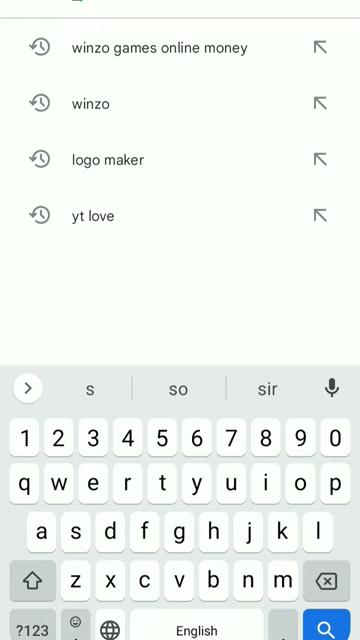 winzo games online money
winzo
logo maker
yt love
s so sir
1 2 3 4 5 6 7 8 9 0
q w e r t y u i o p
a s d f g h j k l
z x c v b n m
?123 , English